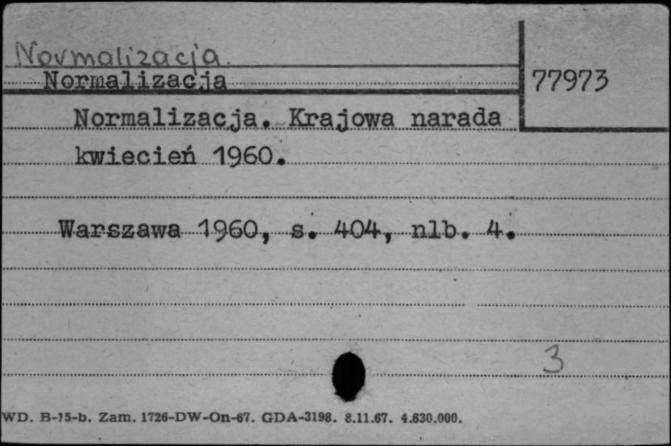 Normalizacja.
Normalizacja
77973
Normalizacja. Krajowa narada
kwiecień 1960.
Warszawa 1960, s. 404, nlb. 4.
3
WD. B-15-b. Zam. 1726-DW-On-67. GDA-3198. 8.11.67. 4.630.000.